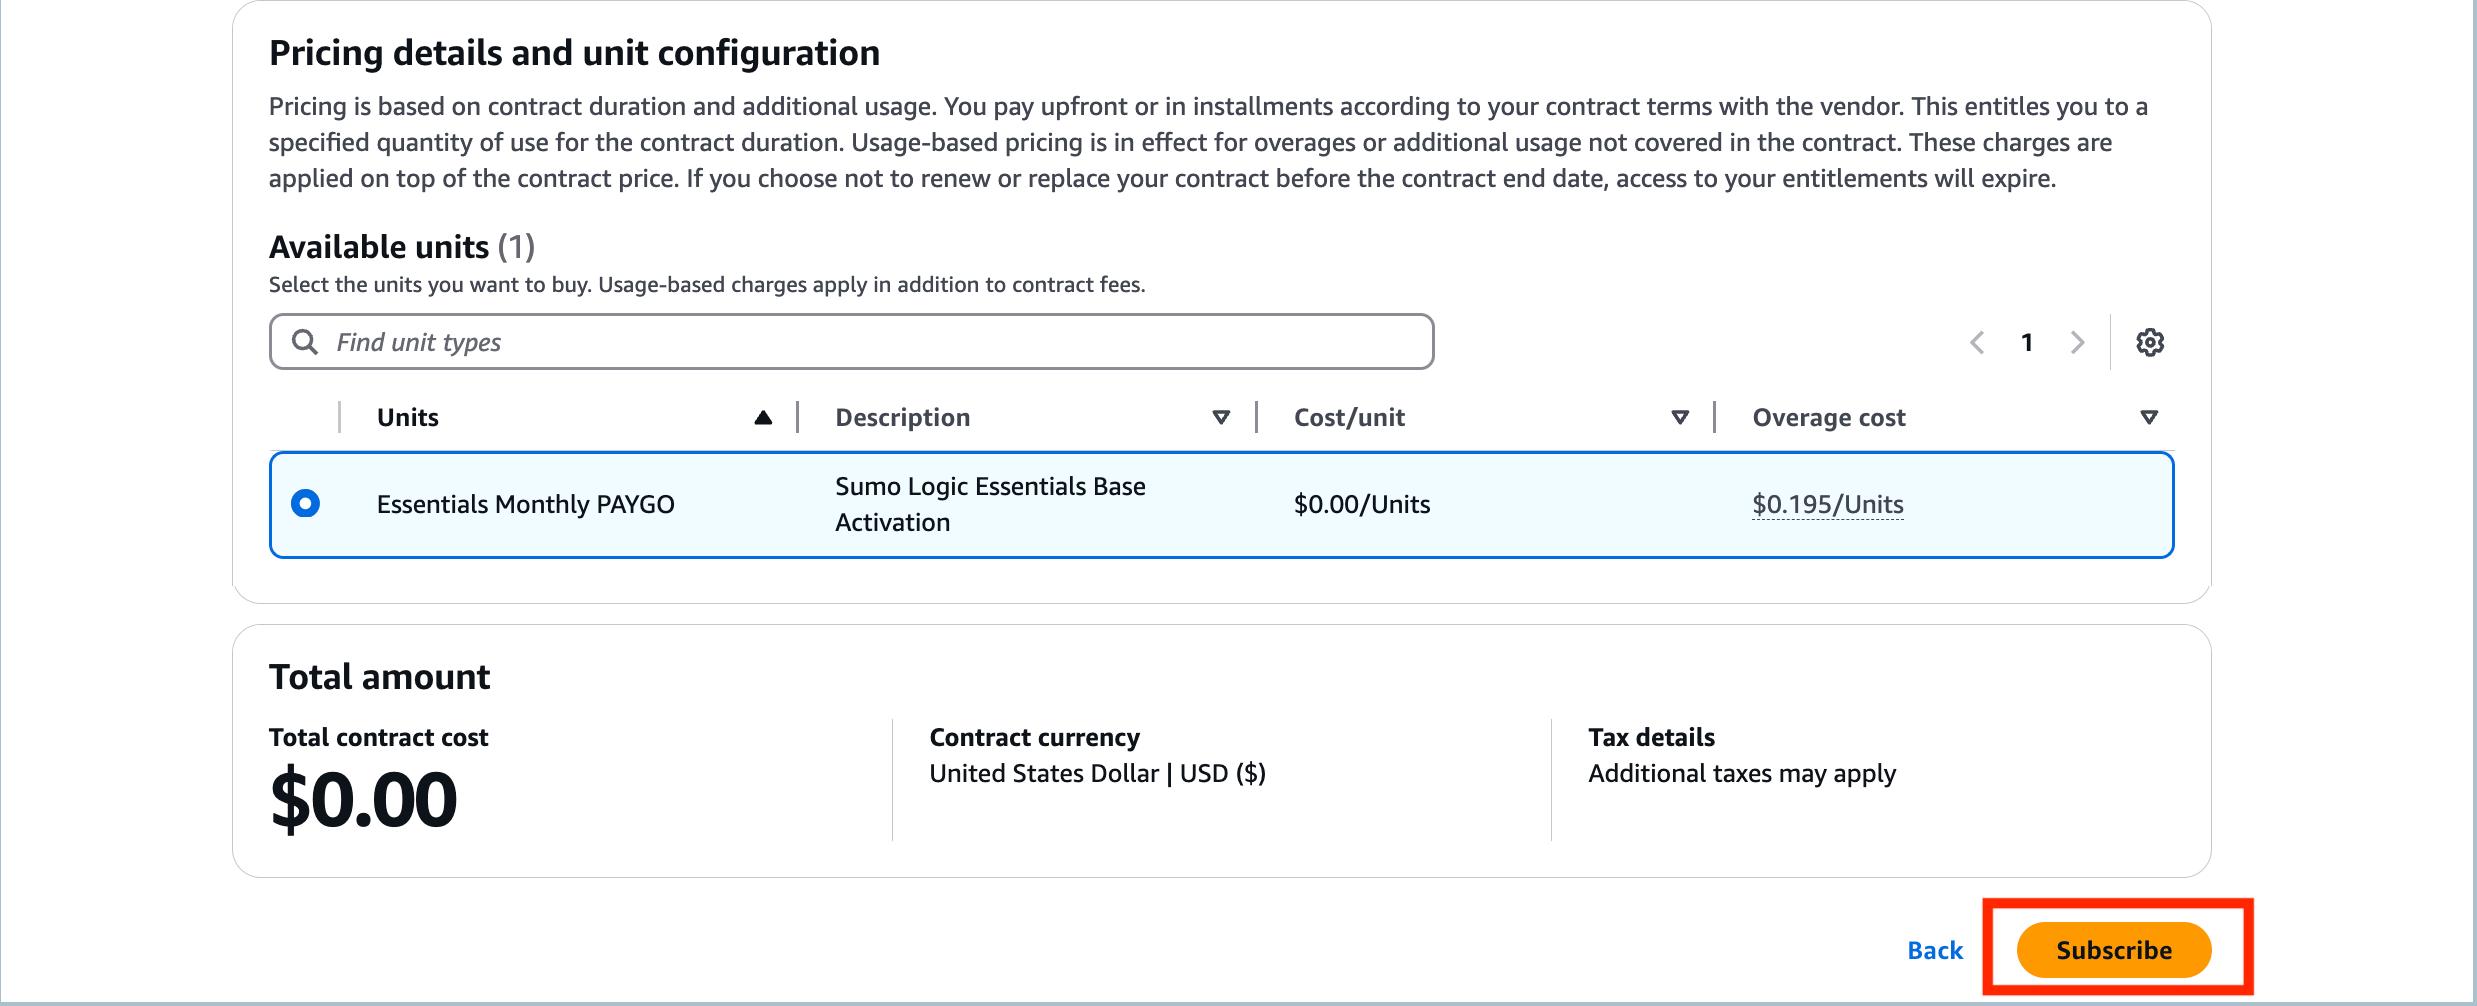 Pricing details and unit configuration
Pricing is based on contract duration and additional usage. You pay upfront or in installments according to your contract terms with the vendor. This entitles you to a
specified quantity of use for the contract duration. Usage-based pricing is in effect for overages or additional usage not covered in the contract. These charges are
applied on top of the contract price. If you choose not to renew or replace your contract before the contract end date, access to your entitlements will expire.
Available units (1)
Select the units you want to buy. Usage-based charges apply in addition to contract fees.
Find unit types
1
Units
Description
Cost/unit
Overage cost
Essentials Monthly PAYGO
Sumo Logic Essentials Base
Activation
$0.00/Units
$0.195/Units
Total amount
Total contract cost
$0.00
Contract currency
United States Dollar | USD ($)
Tax details
Additional taxes may apply
Back
Subscribe